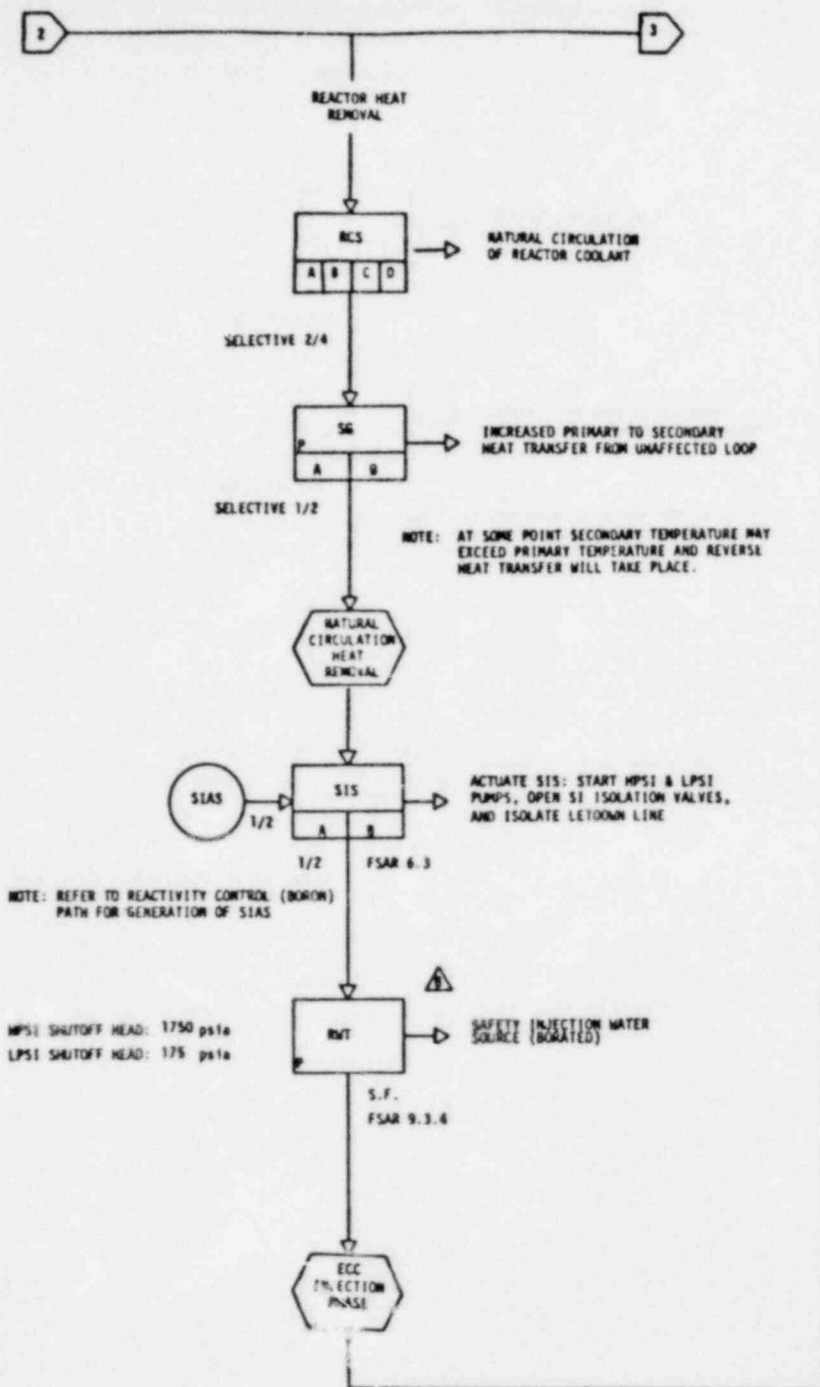 2
3
REACTOR HEAT
REMOVAL
RCS
A B C D
NATURAL CIRCULATION
OF REACTOR COOLANT
SELECTIVE 2/4
SG
P
A B
INCREASED PRIMARY TO SECONDARY
HEAT TRANSFER FROM UNAFFECTED LOOP
SELECTIVE 1/2
NOTE: AT SOME POINT SECONDARY TEMPERATURE MAY
EXCEED PRIMARY TEMPERATURE AND REVERSE
HEAT TRANSFER WILL TAKE PLACE.
NATURAL
CIRCULATION
HEAT
REMOVAL
SIAS
1/2
SIS
A B
ACTUATE SIS: START HPSI & LPSI
PUMPS, OPEN SI ISOLATION VALVES,
AND ISOLATE LETDOWN LINE
1/2 FSAR 6.3
NOTE: REFER TO REACTIVITY CONTROL (BORON)
PATH FOR GENERATION OF SIAS
HPSI SHUTOFF HEAD: 1750 psia
LPSI SHUTOFF HEAD: 175 psia
RWT
P
SAFETY INJECTION WATER
SOURCE (BORATED)
S.F.
FSAR 9.3.4
ECC
INJECTION
PHASE